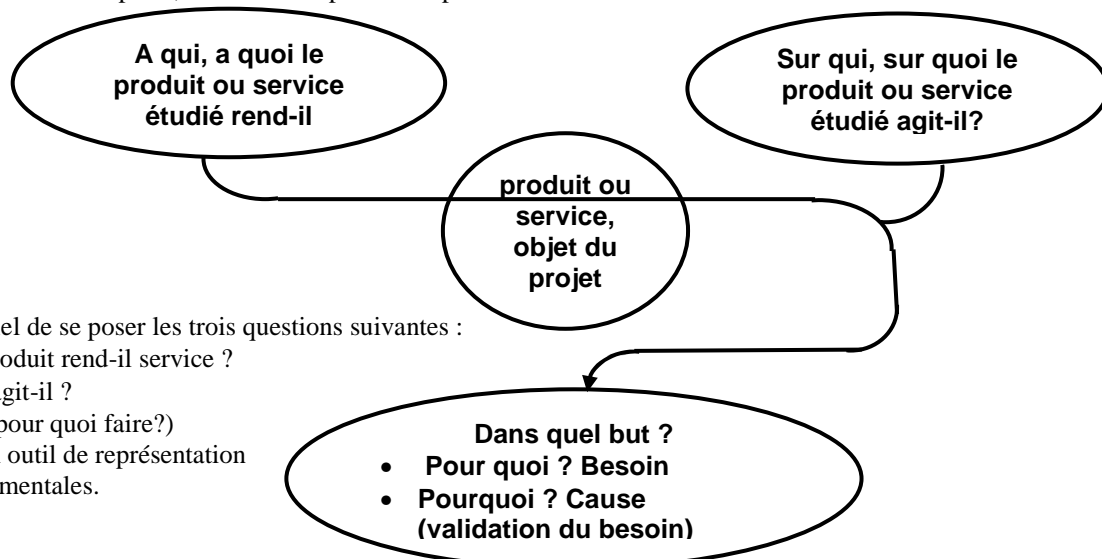 A qui, a quoi le
produit ou service
étudié rend-il
Sur qui, sur quoi le
produit ou service
étudié agit-il?
produit ou
service,
objet du
projet
el de se poser les trois questions suivantes :
oduit rend-il service ?
agit-il ?
pour quoi faire?)
outil de représentation
mentales.
Dans quel but ?
• Pour quoi ? Besoin
• Pourquoi ? Cause
(validation du besoin)